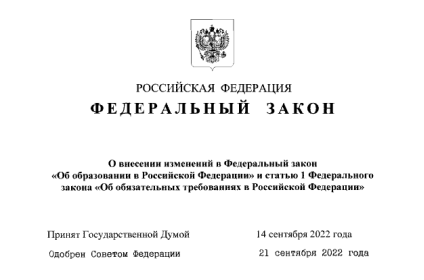 РОССИЙСКАЯ ФЕДЕРАЦИЯ
ФЕДЕРАЛЬНЫЙ ЗАКОН
О внесении изменений в Федеральный закон
«Об образовании в Российской Федерации» и статью 1 Федерального
закона «Об обязательных требованиях в Российской Федерации»
Принят Государственной Думой 14 сентября 2022 года
Одобрен Советом Федерации 21 сентября 2022 года